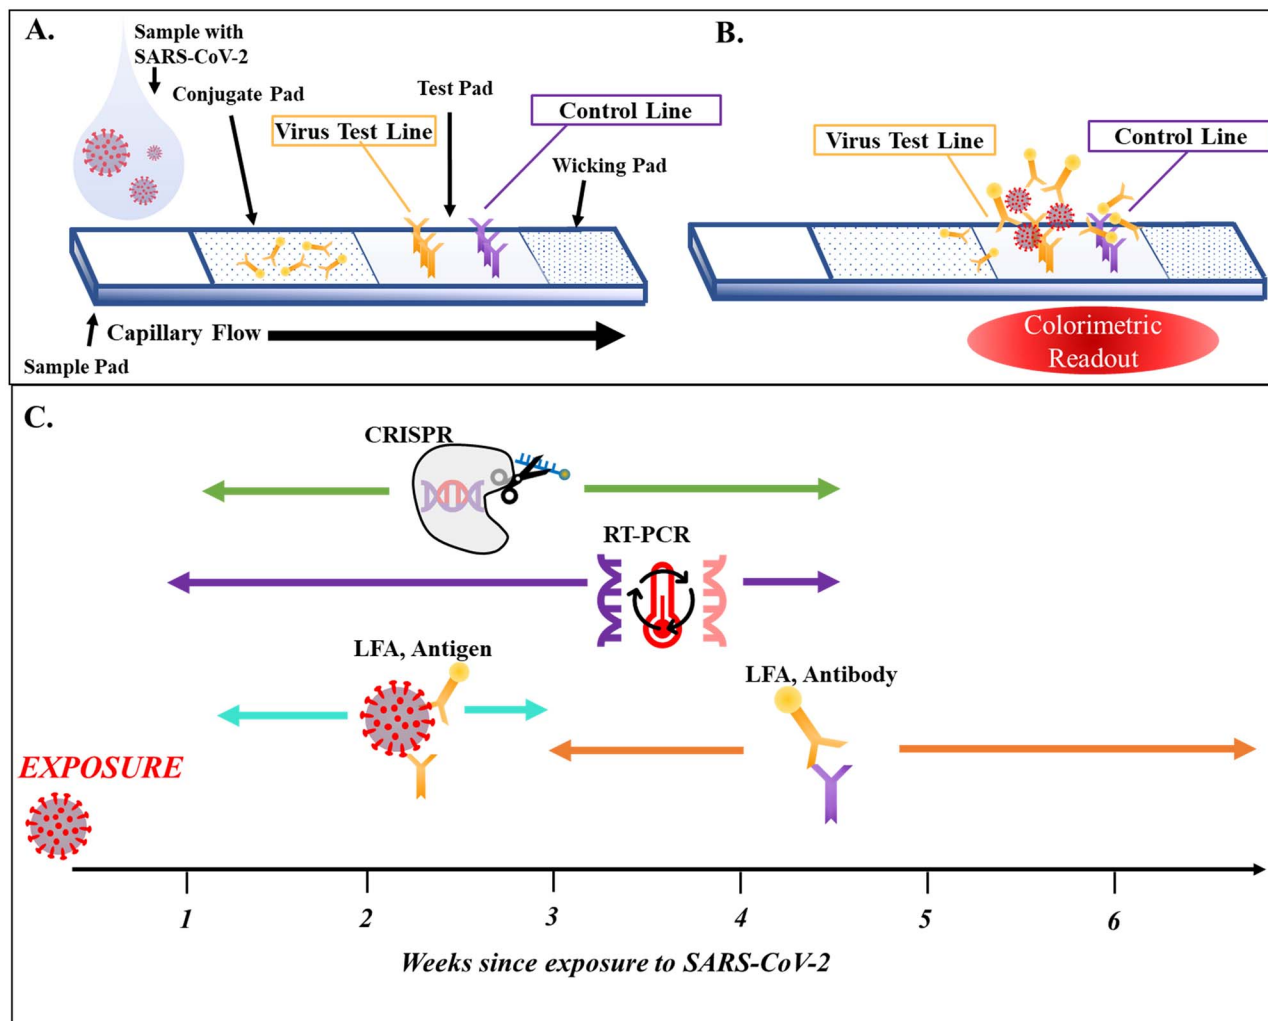 A.
Sample with
SARS-CoV-2
Conjugate Pad
Test Pad
Virus Test Line
Control Line
Wicking Pad
Capillary Flow
Sample Pad
B.
Virus Test Line
Control Line
Colorimetric
Readout
C.
CRISPR
RT-PCR
LFA, Antigen
LFA, Antibody
EXPOSURE
1 2 3 4 5 6
Weeks since exposure to SARS-CoV-2